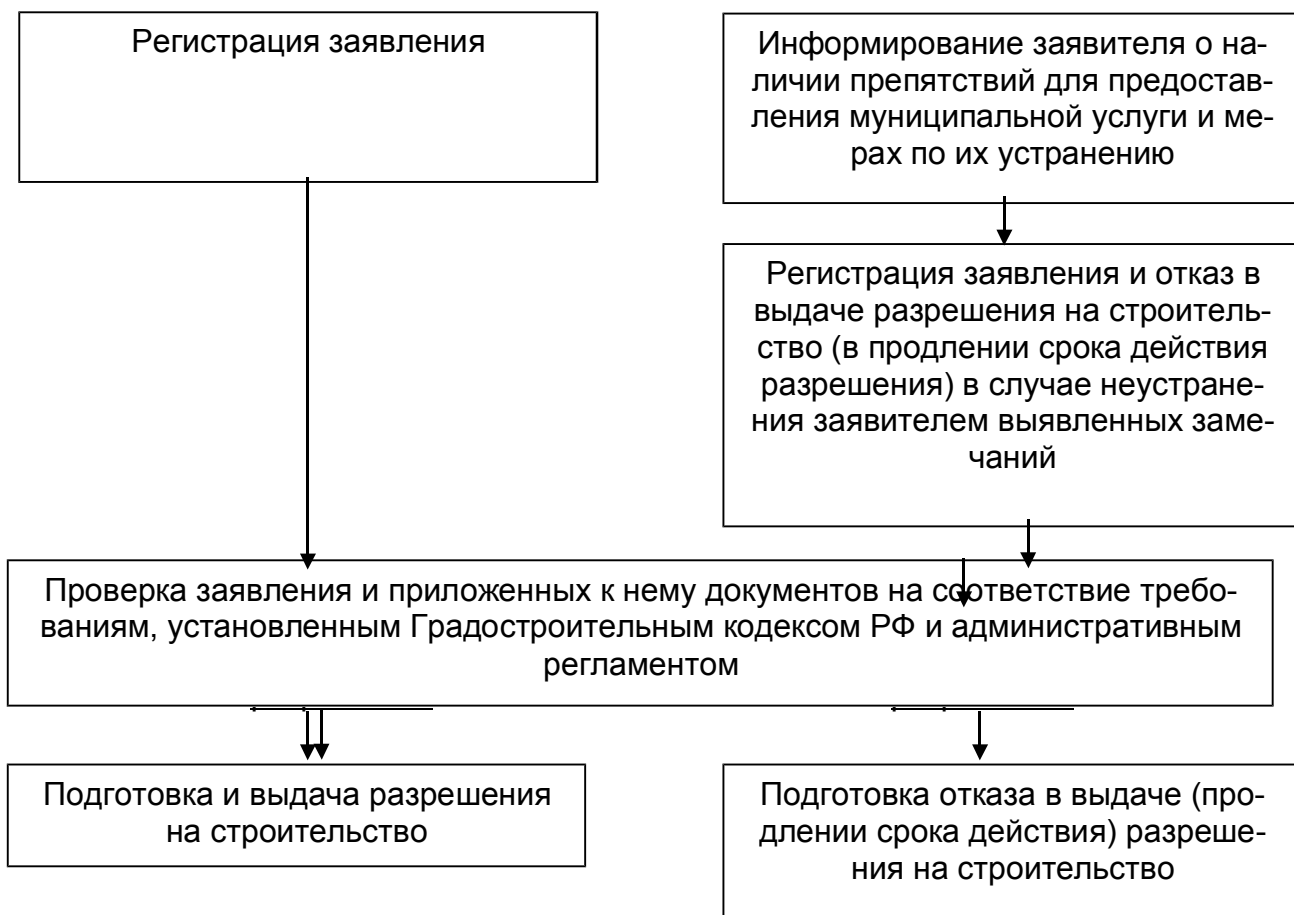 Регистрация заявления
Информирование заявителя о на-
личии препятствий для предостав-
ления муниципальной услуги и ме-
рах по их устранению
Регистрация заявления и отказ в
выдаче разрешения на строитель-
ство (в продлении срока действия
разрешения) в случае неустране-
ния заявителем выявленных заме-
чаний
Проверка заявления и приложенных к нему документов на соответствие требо-
ваниям, установленным Градостроительным кодексом РФ и административным
регламентом
Подготовка и выдача разрешения
на строительство
Подготовка отказа в выдаче (про-
длении срока действия) разреше-
ния на строительство